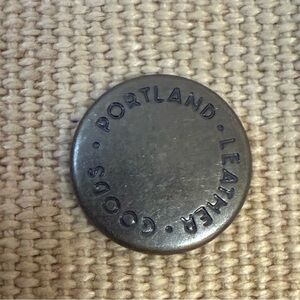 PORTLAND · LEATHER · GOODS ·